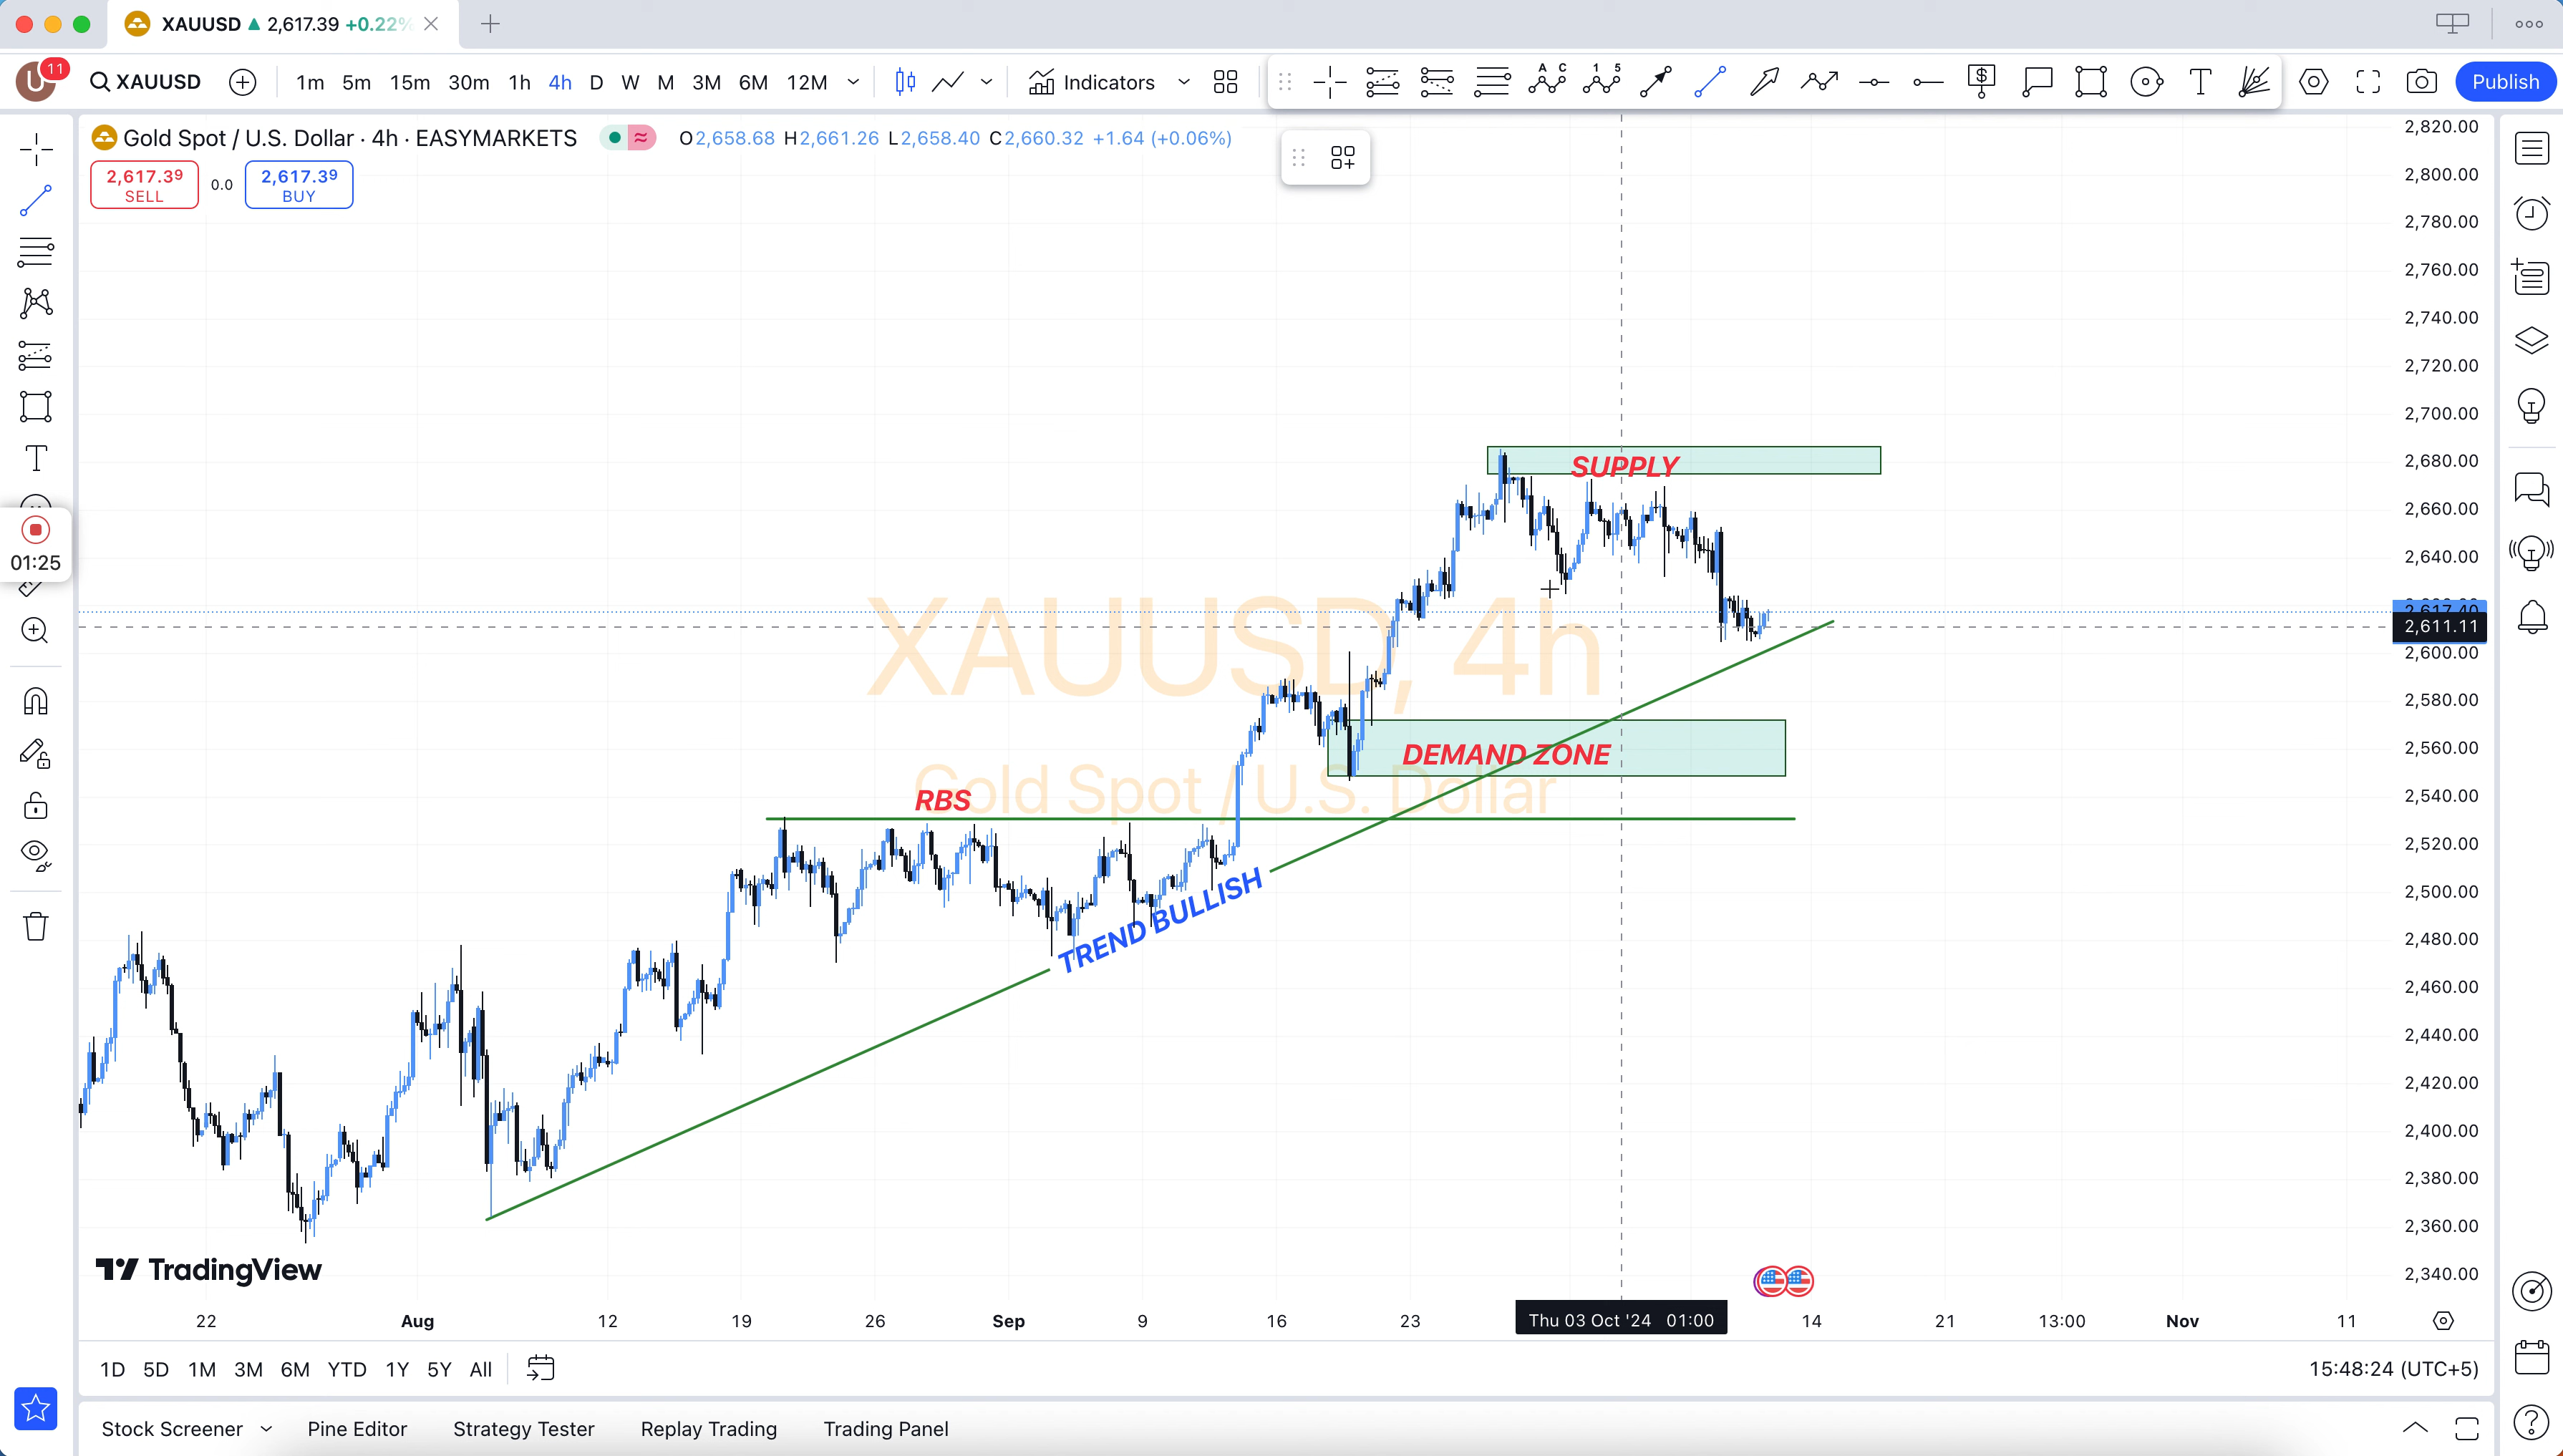 XAUUSD ▲ 2,617.39 +0.22%
U 11 XAUUSD 1m 5m 15m 30m 1h 4h D W M 3M 6M 12M Indicators A C 1 5 $ T Publish
Gold Spot / U.S. Dollar · 4h · EASYMARKETS O2,658.68 H2,661.26 L2,658.40 C2,660.32 +1.64 (+0.06%)
2,617.39 SELL 0.0 2,617.39 BUY
01:25
2,820.00
2,800.00
2,780.00
2,760.00
2,740.00
2,720.00
2,700.00
2,680.00
2,660.00
2,640.00
2,617.40
2,611.11
2,600.00
2,580.00
2,560.00
2,540.00
2,520.00
2,500.00
2,480.00
2,460.00
2,440.00
2,420.00
2,400.00
2,380.00
2,360.00
2,340.00
SUPPLY
XAUUSD, 4h
Gold Spot / U.S. Dollar
DEMAND ZONE
RBS
TREND BULLISH
TradingView
22 Aug 12 19 26 Sep 9 16 23 Thu 03 Oct '24 01:00 14 21 13:00 Nov 11
1D 5D 1M 3M 6M YTD 1Y 5Y All 15:48:24 (UTC+5)
Stock Screener Pine Editor Strategy Tester Replay Trading Trading Panel